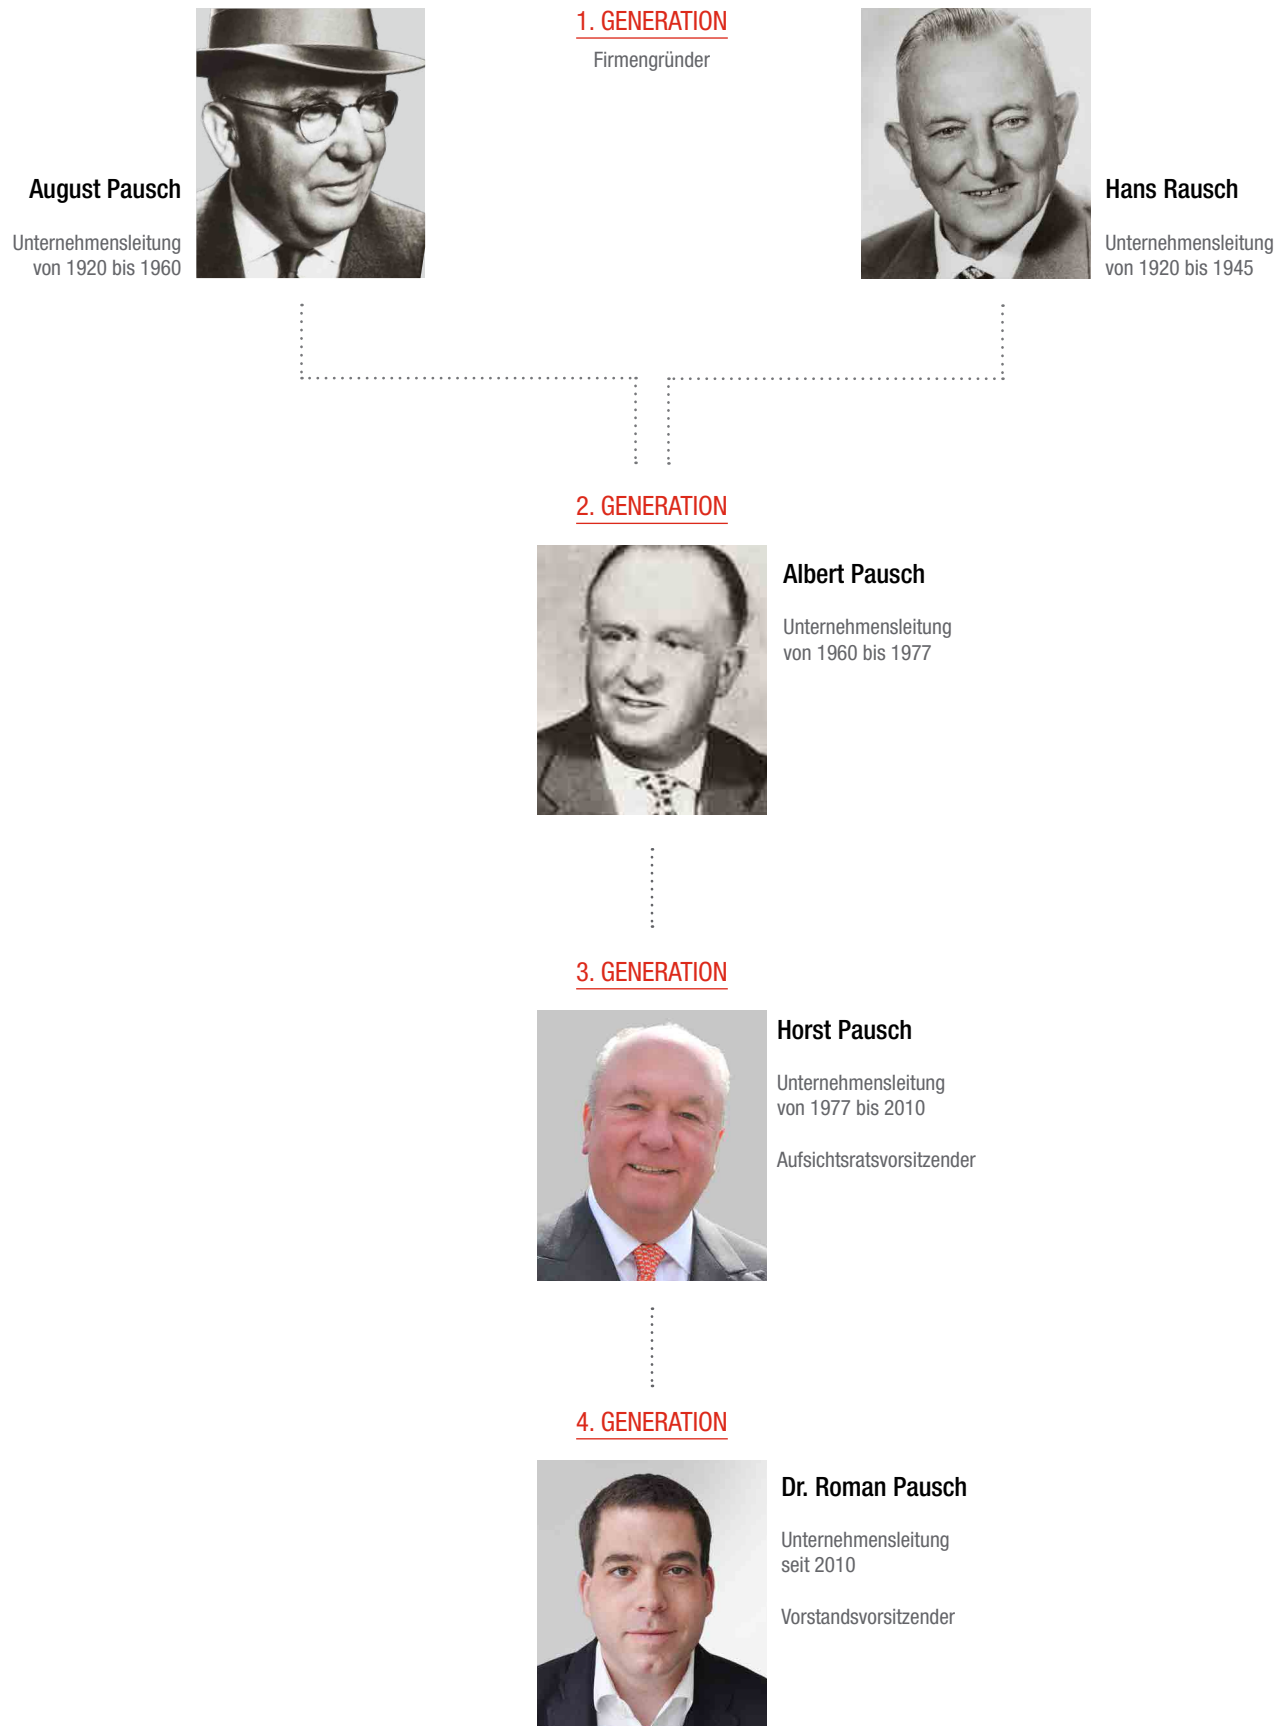 1. GENERATION
Firmengründer
August Pausch
Unternehmensleitung
von 1920 bis 1960
Hans Rausch
Unternehmensleitung
von 1920 bis 1945
2. GENERATION
Albert Pausch
Unternehmensleitung
von 1960 bis 1977
3. GENERATION
Horst Pausch
Unternehmensleitung
von 1977 bis 2010
Aufsichtsratsvorsitzender
4. GENERATION
Dr. Roman Pausch
Unternehmensleitung
seit 2010
Vorstandsvorsitzender